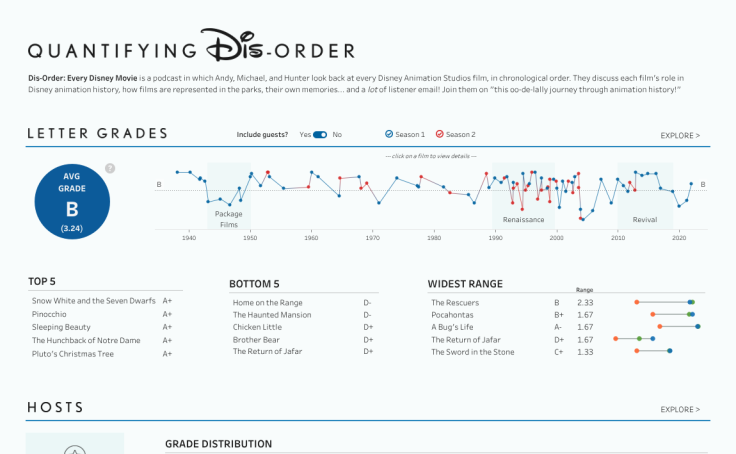 QUANTIFYING Dis-ORDER
Dis-Order: Every Disney Movie is a podcast in which Andy, Michael, and Hunter look back at every Disney Animation Studios film, in chronological order. They discuss each film's role in
Disney animation history, how films are represented in the parks, their own memories... and a lot of listener email! Join them on "this oo-de-lally journey through animation history!"
LETTER GRADES
Include guests? Yes No
Season 1 Season 2
EXPLORE >
— click on a film to view details —
AVG
GRADE
B
(3.24)
?
B
B
Package
Films
Renaissance
Revival
1940 1950 1960 1970 1980 1990 2000 2010 2020
TOP 5
Snow White and the Seven Dwarfs A+
Pinocchio A+
Sleeping Beauty A+
The Hunchback of Notre Dame A+
Pluto's Christmas Tree A+
BOTTOM 5
Home on the Range D-
The Haunted Mansion D-
Chicken Little D+
Brother Bear D+
The Return of Jafar D+
WIDEST RANGE
Range
The Rescuers B 2.33
Pocahontas B+ 1.67
A Bug's Life A- 1.67
The Return of Jafar D+ 1.67
The Sword in the Stone C+ 1.33
HOSTS
EXPLORE >
GRADE DISTRIBUTION